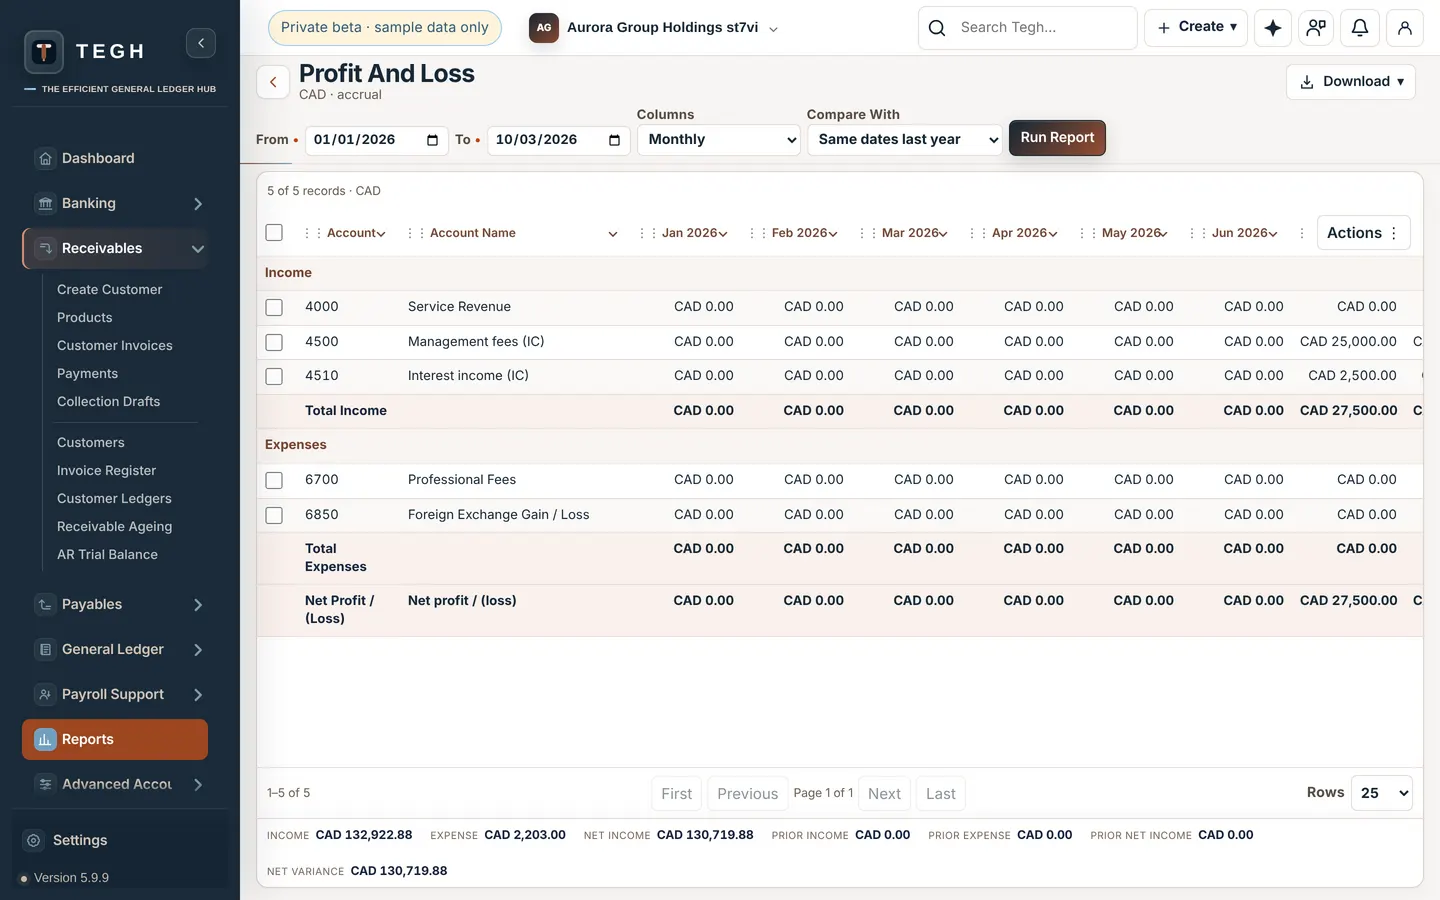 TEGH
THE EFFICIENT GENERAL LEDGER HUB
Dashboard
Banking
Receivables
Create Customer
Products
Customer Invoices
Payments
Collection Drafts
Customers
Invoice Register
Customer Ledgers
Receivable Ageing
AR Trial Balance
Payables
General Ledger
Payroll Support
Reports
Advanced Accou
Settings
Version 5.9.9
Private beta · sample data only
AG Aurora Group Holdings st7vi
Search Tegh...
+ Create ▾
Profit And Loss
CAD · accrual
Download ▾
From • 01/01/2026 To • 10/03/2026
Columns
Monthly
Compare With
Same dates last year
Run Report
5 of 5 records · CAD
Account Account Name Jan 2026 Feb 2026 Mar 2026 Apr 2026 May 2026 Jun 2026 Actions ⋮
Income
4000 Service Revenue CAD 0.00 CAD 0.00 CAD 0.00 CAD 0.00 CAD 0.00 CAD 0.00 CAD 0.00
4500 Management fees (IC) CAD 0.00 CAD 0.00 CAD 0.00 CAD 0.00 CAD 0.00 CAD 0.00 CAD 25,000.00 C
4510 Interest income (IC) CAD 0.00 CAD 0.00 CAD 0.00 CAD 0.00 CAD 0.00 CAD 0.00 CAD 2,500.00
Total Income CAD 0.00 CAD 0.00 CAD 0.00 CAD 0.00 CAD 0.00 CAD 0.00 CAD 27,500.00 C
Expenses
6700 Professional Fees CAD 0.00 CAD 0.00 CAD 0.00 CAD 0.00 CAD 0.00 CAD 0.00 CAD 0.00
6850 Foreign Exchange Gain / Loss CAD 0.00 CAD 0.00 CAD 0.00 CAD 0.00 CAD 0.00 CAD 0.00 CAD 0.00
Total Expenses CAD 0.00 CAD 0.00 CAD 0.00 CAD 0.00 CAD 0.00 CAD 0.00 CAD 0.00
Net Profit / (Loss) Net profit / (loss) CAD 0.00 CAD 0.00 CAD 0.00 CAD 0.00 CAD 0.00 CAD 0.00 CAD 27,500.00 C
1–5 of 5 First Previous Page 1 of 1 Next Last Rows 25
INCOME CAD 132,922.88 EXPENSE CAD 2,203.00 NET INCOME CAD 130,719.88 PRIOR INCOME CAD 0.00 PRIOR EXPENSE CAD 0.00 PRIOR NET INCOME CAD 0.00
NET VARIANCE CAD 130,719.88